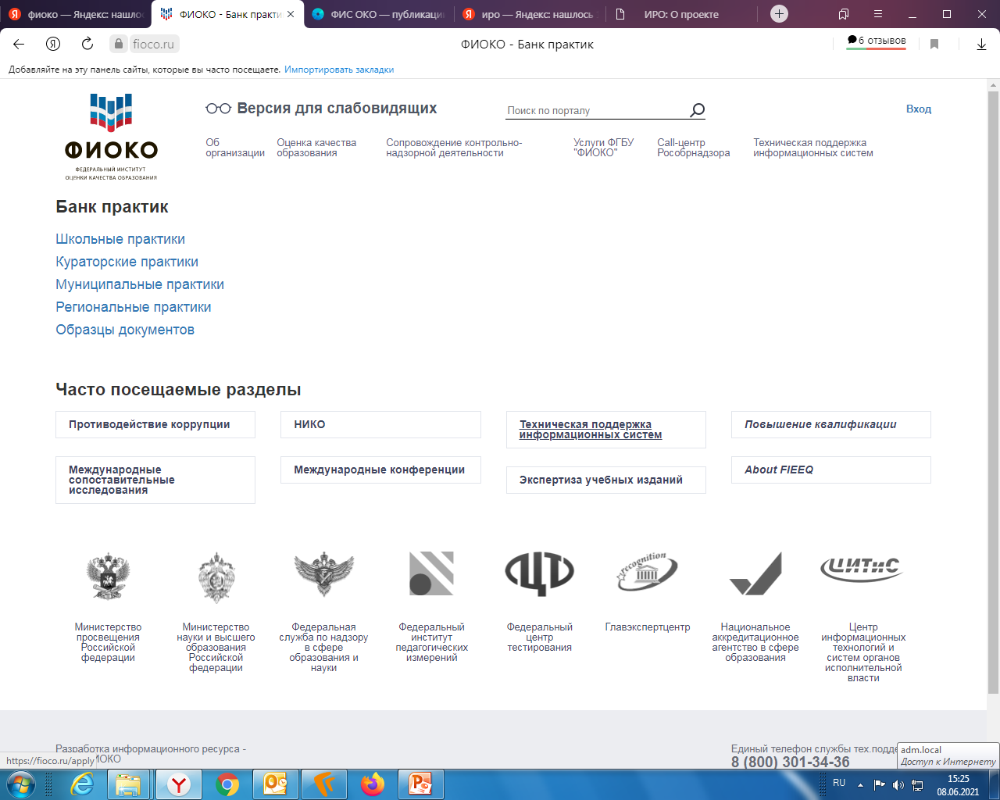 фиоко — Яндекс: нашлос
ФИОКО - Банк практи
ФИС ОКО — публикаци
иро — Яндекс: нашлось
ИРО: О проекте
fioco.ru
ФИОКО - Банк практик
6 отзывов
Добавляйте на эту панель сайты, которые вы часто посещаете. Импортировать закладки
ФИОКО
ФЕДЕРАЛЬНЫЙ ИНСТИТУТ
ОЦЕНКИ КАЧЕСТВА ОБРАЗОВАНИЯ
Версия для слабовидящих
Поиск по порталу
Вход
Об
организации
Оценка качества
образования
Сопровождение контрольно-
надзорной деятельности
Услуги ФГБУ
"ФИОКО"
Call-центр
Рособрнадзора
Техническая поддержка
информационных систем
Банк практик
Школьные практики
Кураторские практики
Муниципальные практики
Региональные практики
Образцы документов
Часто посещаемые разделы
Противодействие коррупции
НИКО
Техническая поддержка
информационных систем
Повышение квалификации
Международные
сопоставительные
исследования
Международные конференции
Экспертиза учебных изданий
About FIEEQ
ЦТ
recognition
ЦИТиС
Министерство
просвещения
Российской
федерации
Министерство
науки и высшего
образования
Российской
федерации
Федеральная
служба по надзору
в сфере
образования и
науки
Федеральный
институт
педагогических
измерений
Федеральный
центр
тестирования
Главэкспертцентр
Национальное
аккредитационное
агентство в сфере
образования
Центр
информационных
технологий и
систем органов
исполнительной
власти
Разработка информационного ресурса -
ИОКО
Единый телефон службы тех.подде
8 (800) 301-34-36
https://fioco.ru/apply
adm.local
Доступ к Интернету
RU
15:25
08.06.2021